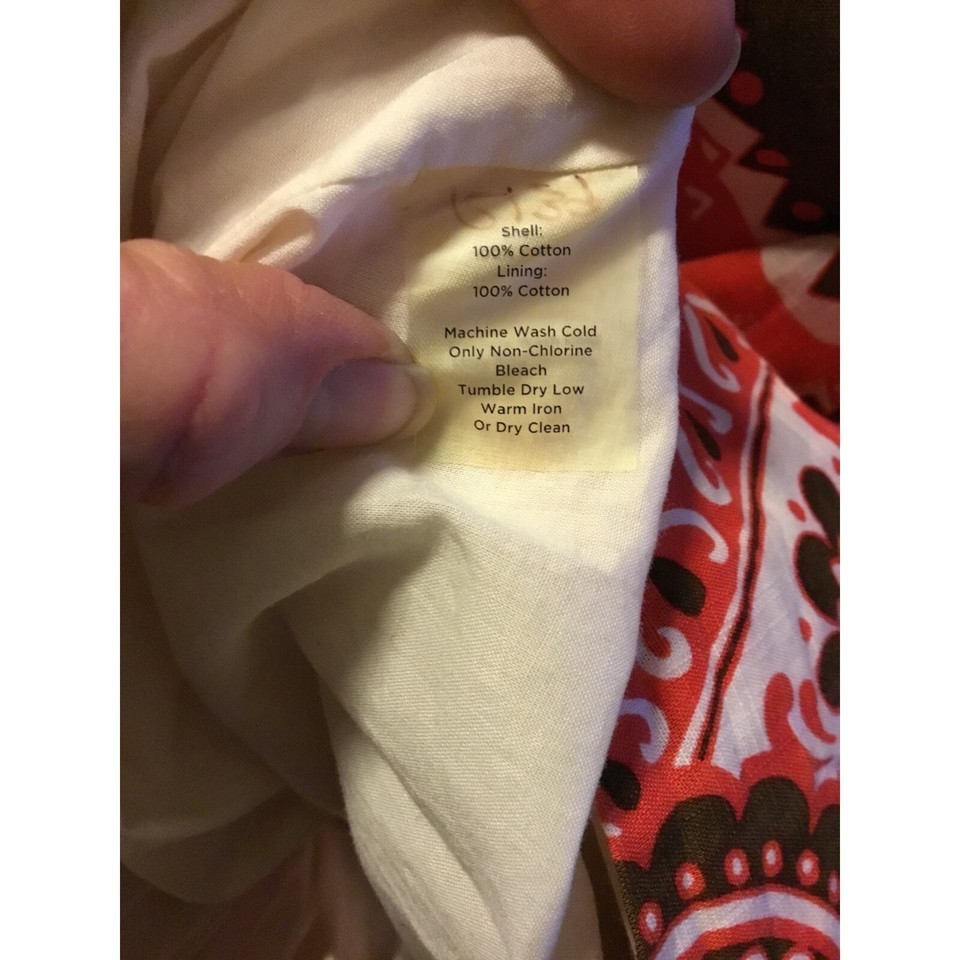 Shell:
100% Cotton
Lining:
100% Cotton
Machine Wash Cold
Only Non-Chlorine
Bleach
Tumble Dry Low
Warm Iron
Or Dry Clean